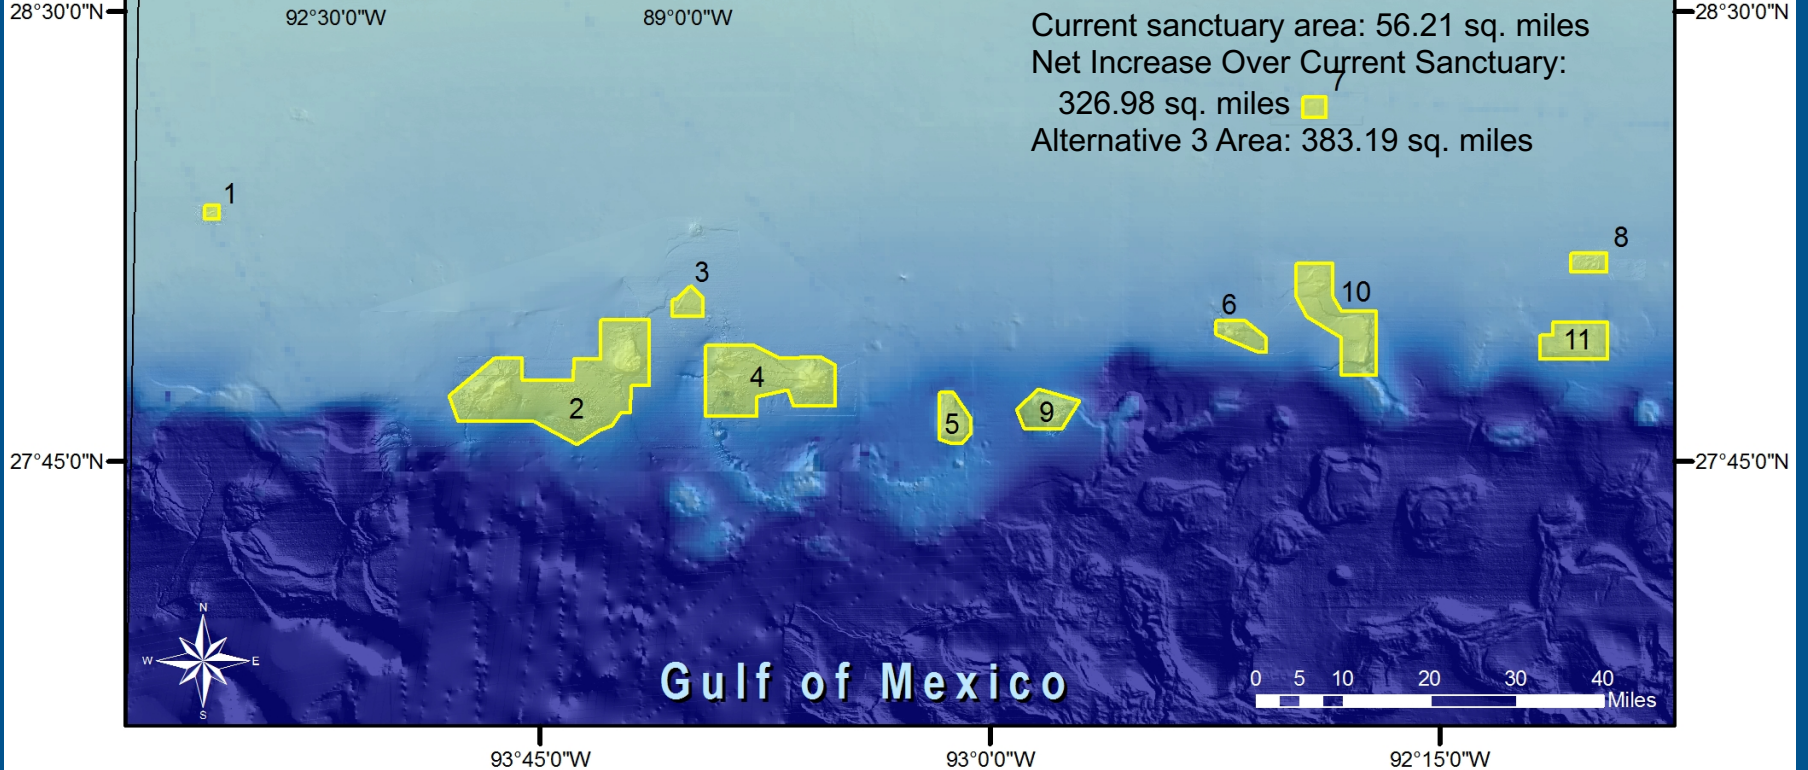 28°30'0"N
92°30'0"W
89°0'0"W
28°30'0"N
Current sanctuary area: 56.21 sq. miles
Net Increase Over Current Sanctuary:
7
326.98 sq. miles
Alternative 3 Area: 383.19 sq. miles
1
8
3
10
6
11
4
2
9
5
27°45'0"N
27°45'0"N
N
W
E
S
Gulf of Mexico
0 5 10 20 30 40
Miles
93°45'0"W
93°0'0"W
92°15'0"W